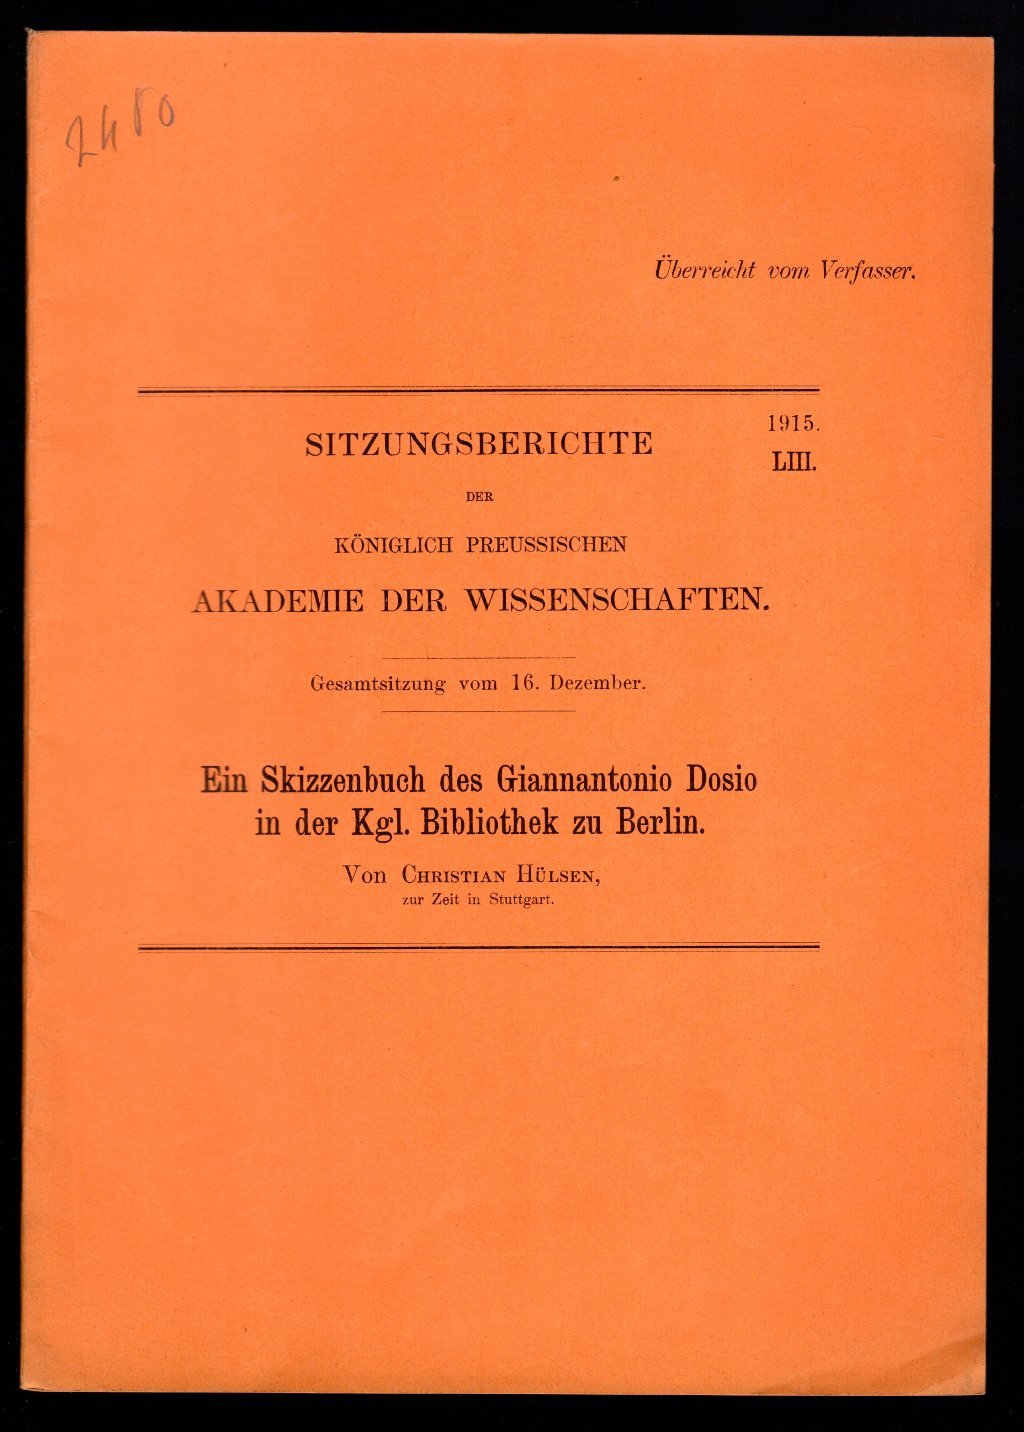 2480
Überreicht vom Verfasser.
1915.
SITZUNGSBERICHTE
LIII.
DER
KÖNIGLICH PREUSSISCHEN
AKADEMIE DER WISSENSCHAFTEN.
Gesamtsitzung vom 16. Dezember.
Ein Skizzenbuch des Giannantonio Dosio
in der Kgl. Bibliothek zu Berlin.
Von CHRISTIAN HÜLSEN,
zur Zeit in Stuttgart.